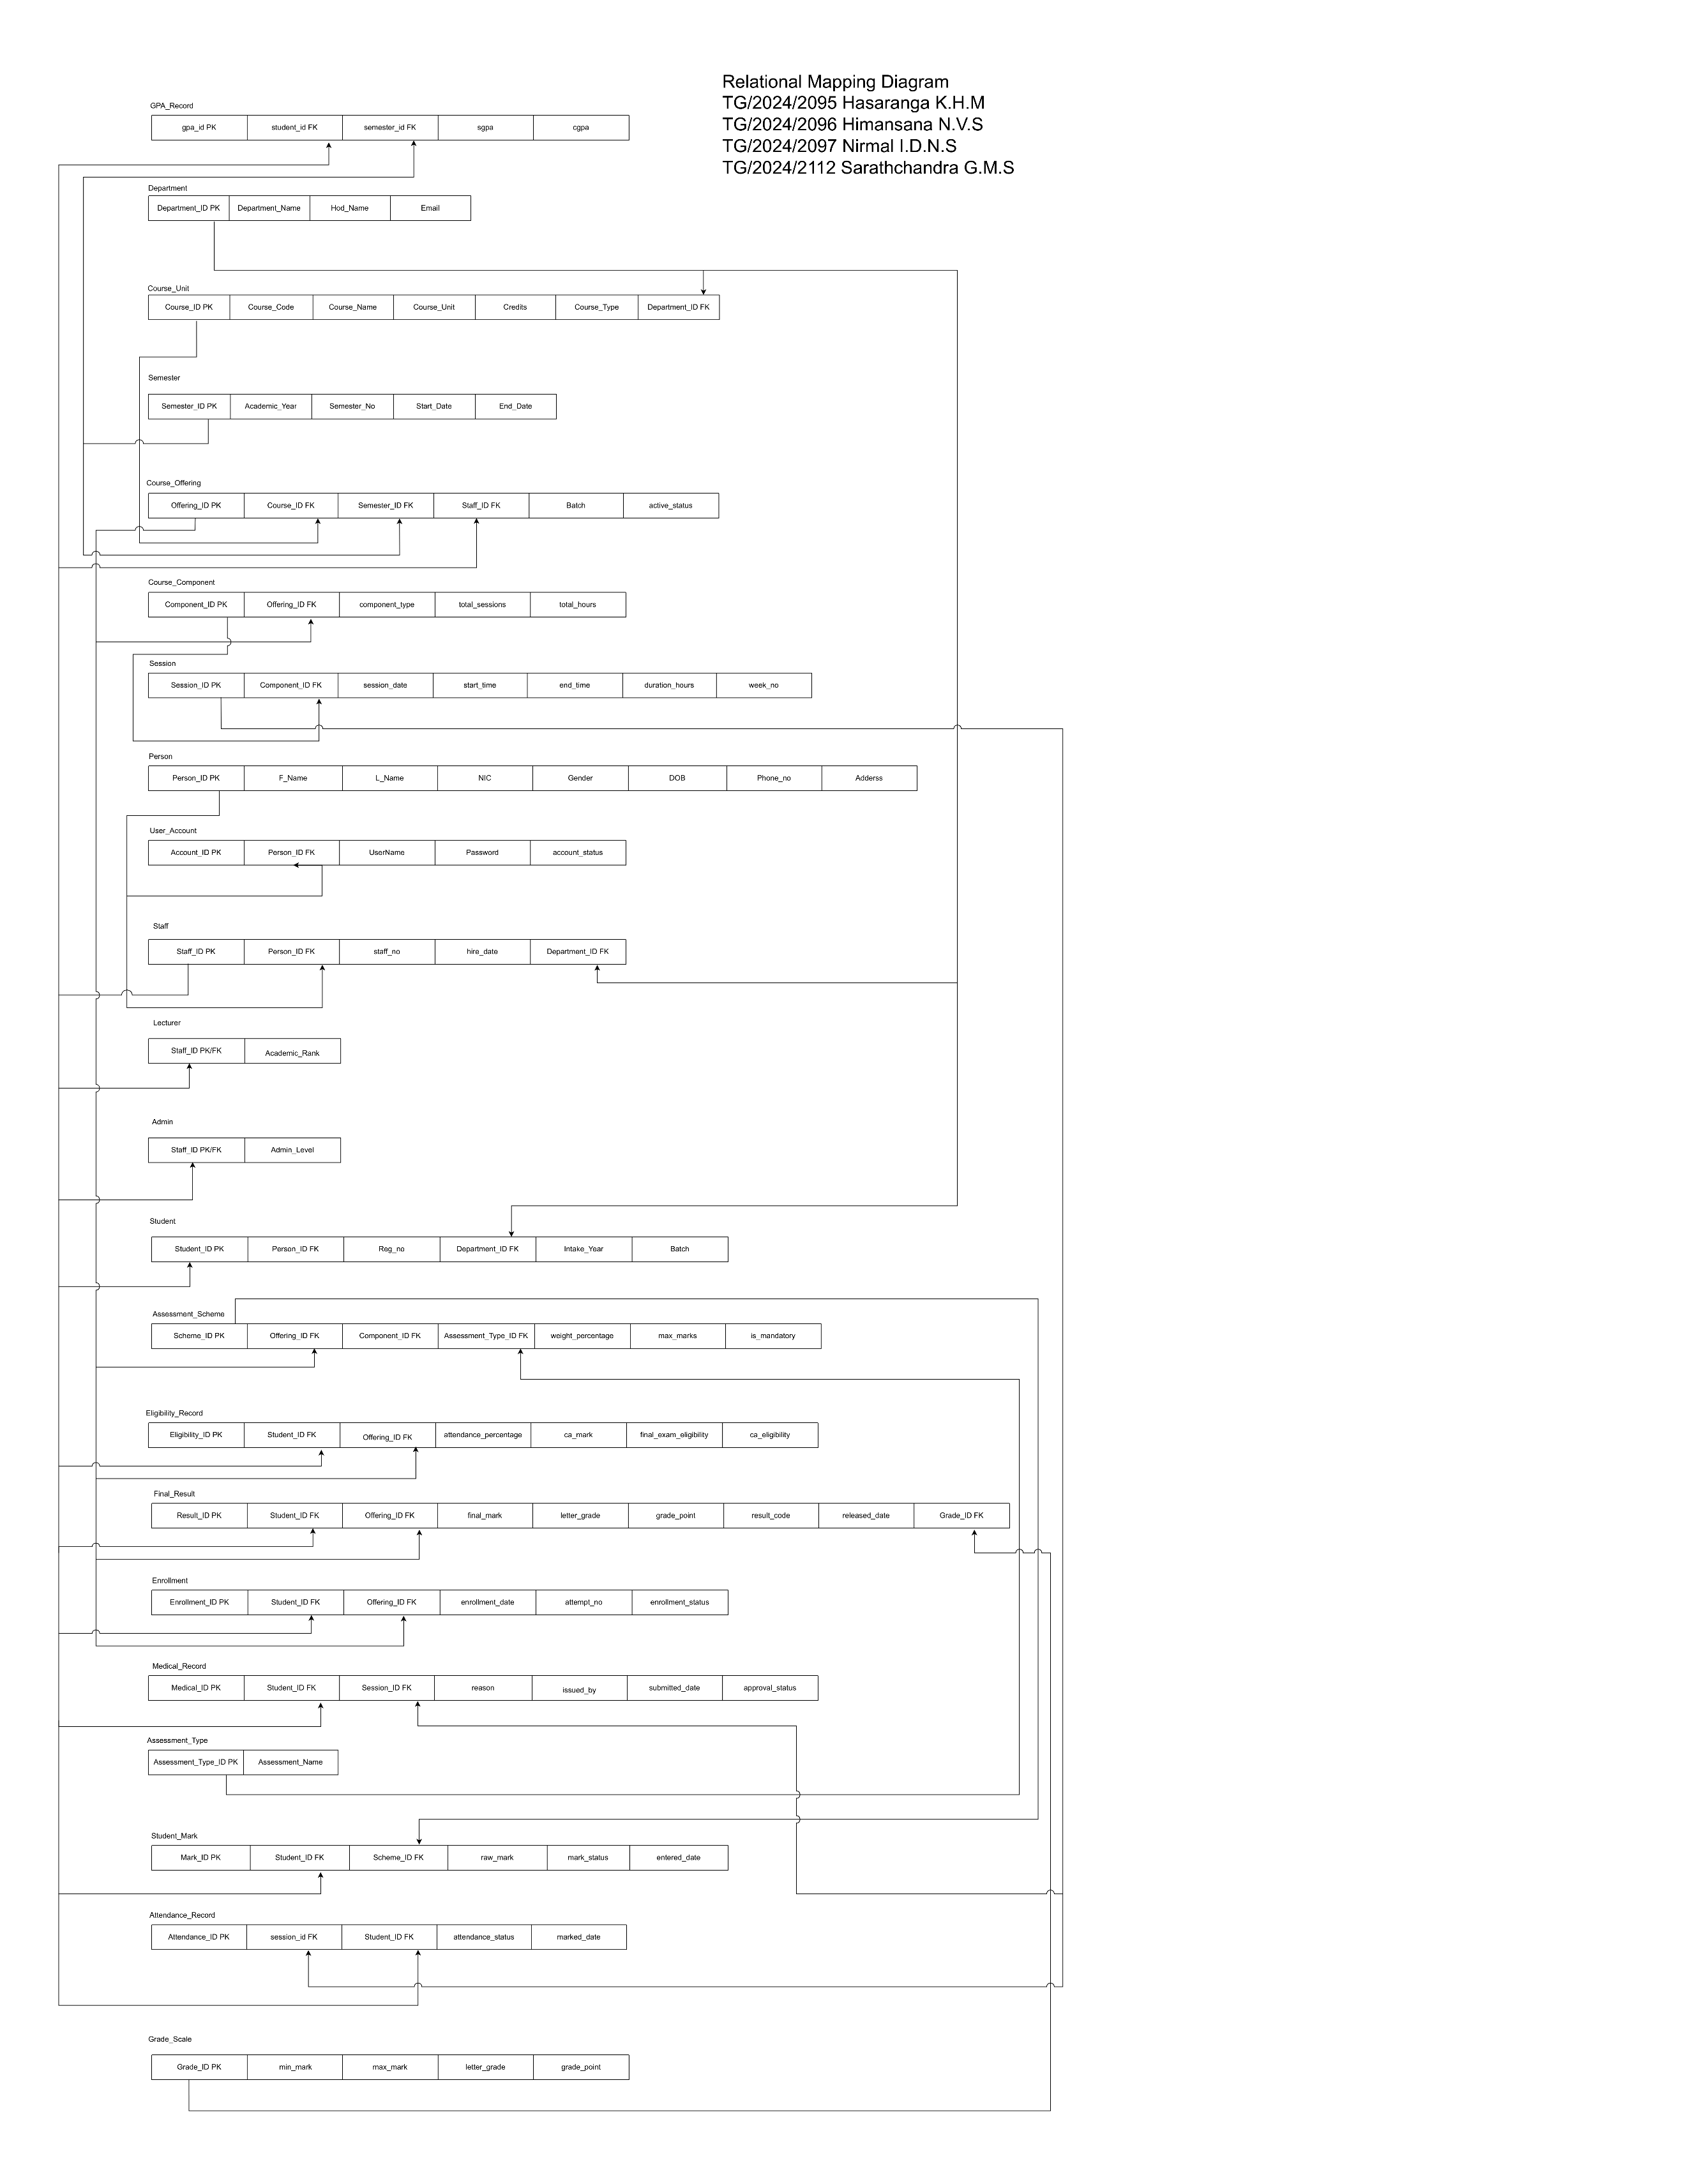 Relational Mapping Diagram
TG/2024/2095 Hasaranga K.H.M
TG/2024/2096 Himansana N.V.S
TG/2024/2097 Nirmal I.D.N.S
TG/2024/2112 Sarathchandra G.M.S
GPA_Record
gpa_id PK student_id FK semester_id FK sgpa cgpa
Department
Department_ID PK Department_Name Hod_Name Email
Course_Unit
Course_ID PK Course_Code Course_Name Course_Unit Credits Course_Type Department_ID FK
Semester
Semester_ID PK Academic_Year Semester_No Start_Date End_Date
Course_Offering
Offering_ID PK Course_ID FK Semester_ID FK Staff_ID FK Batch active_status
Course_Component
Component_ID PK Offering_ID FK component_type total_sessions total_hours
Session
Session_ID PK Component_ID FK session_date start_time end_time duration_hours week_no
Person
Person_ID PK F_Name L_Name NIC Gender DOB Phone_no Adderss
User_Account
Account_ID PK Person_ID FK UserName Password account_status
Staff
Staff_ID PK Person_ID FK staff_no hire_date Department_ID FK
Lecturer
Staff_ID PK/FK Academic_Rank
Admin
Staff_ID PK/FK Admin_Level
Student
Student_ID PK Person_ID FK Reg_no Department_ID FK Intake_Year Batch
Assessment_Scheme
Scheme_ID PK Offering_ID FK Component_ID FK Assessment_Type_ID FK weight_percentage max_marks is_mandatory
Eligibility_Record
Eligibility_ID PK Student_ID FK Offering_ID FK attendance_percentage ca_mark final_exam_eligibility ca_eligibility
Final_Result
Result_ID PK Student_ID FK Offering_ID FK final_mark letter_grade grade_point result_code released_date Grade_ID FK
Enrollment
Enrollment_ID PK Student_ID FK Offering_ID FK enrollment_date attempt_no enrollment_status
Medical_Record
Medical_ID PK Student_ID FK Session_ID FK reason issued_by submitted_date approval_status
Assessment_Type
Assessment_Type_ID PK Assessment_Name
Student_Mark
Mark_ID PK Student_ID FK Scheme_ID FK raw_mark mark_status entered_date
Attendance_Record
Attendance_ID PK session_id FK Student_ID FK attendance_status marked_date
Grade_Scale
Grade_ID PK min_mark max_mark letter_grade grade_point